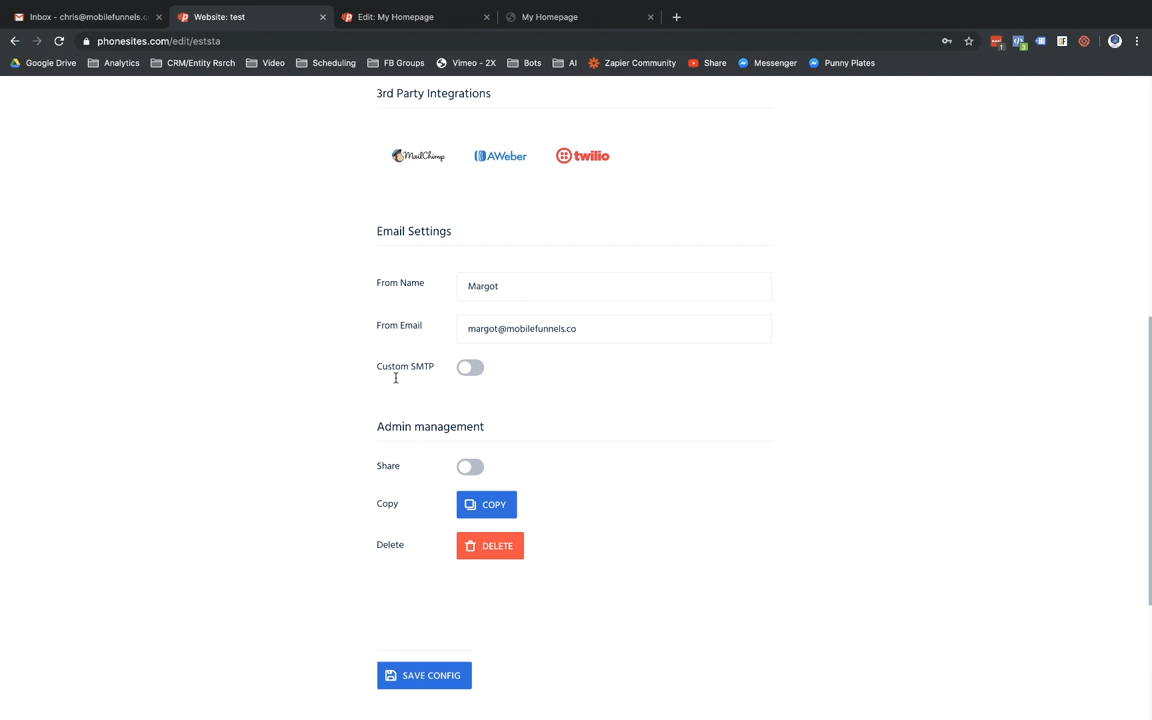 Inbox - chris@mobilefunnels.c
Website: test
Edit: My Homepage
My Homepage
phonesites.com/edit/eststa
1
3
Google Drive
Analytics
CRM/Entity Rsrch
Video
Scheduling
FB Groups
Vimeo - 2X
Bots
AI
Zapier Community
Share
Messenger
Punny Plates
3rd Party Integrations
MailChimp
AWeber
twilio
Email Settings
From Name
Margot
From Email
margot@mobilefunnels.co
Custom SMTP
Admin management
Share
Copy
COPY
Delete
DELETE
SAVE CONFIG